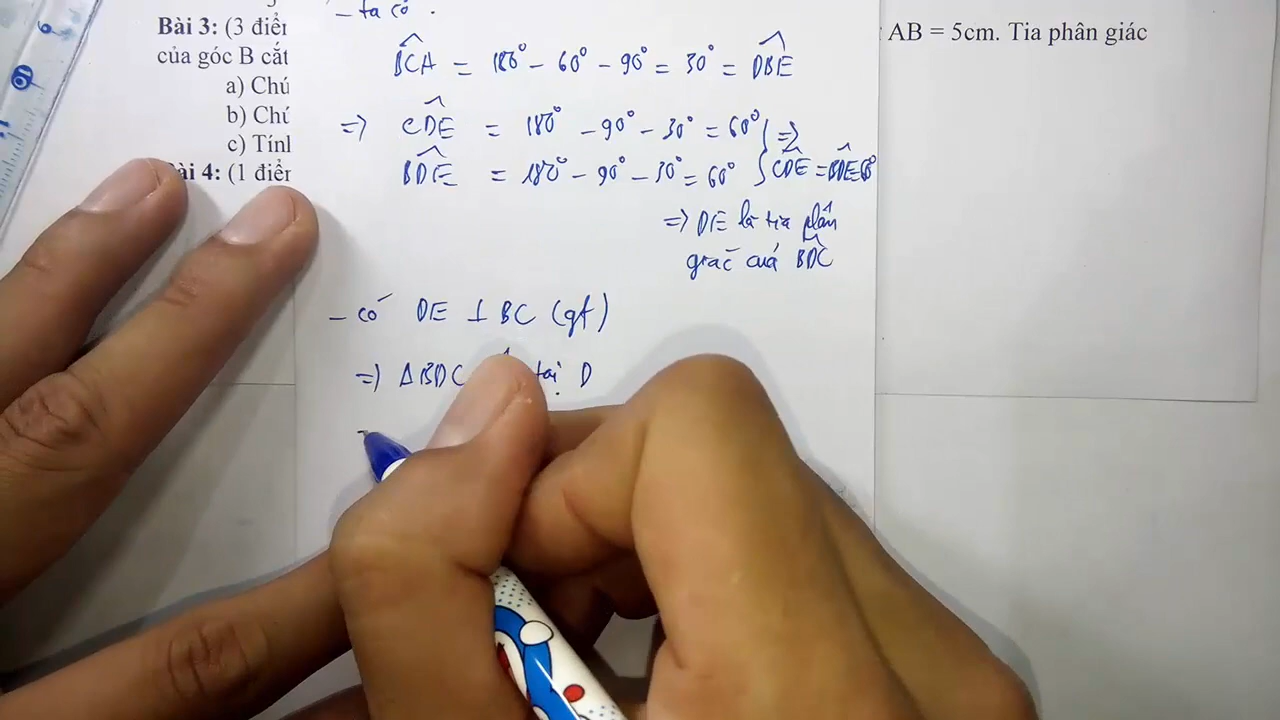 - ta có :
Bài 3: (3 điể
AB = 5cm. Tia phân giác
của góc B cắt
BCA = 180° - 60° - 90° = 30° = DBE
a) Chú
b) Chú
=> CDE = 180° - 90° - 30° = 60° } =>
c) Tính
BDE = 180° - 90° - 30° = 60° } CDE = BDE = 60°
ài 4: (1 điểm
=> DE là tia phân
giác của BDC
- có DE ⊥ BC (gt)
=> ΔBDC tại D